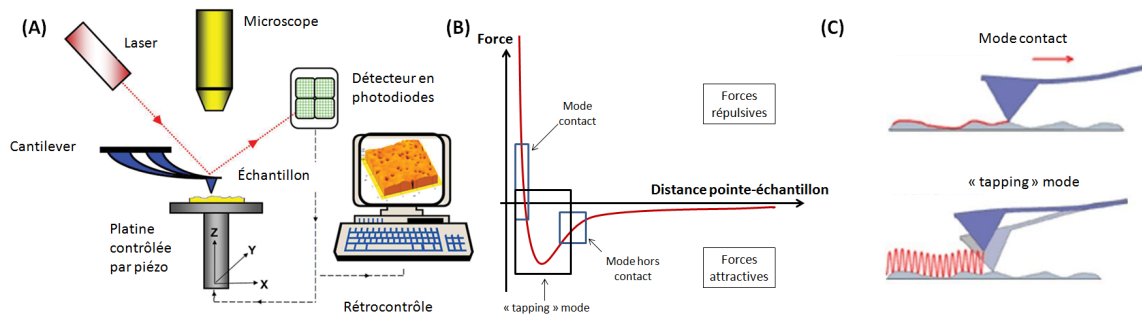 (A)
Microscope
Laser
Détecteur en
photodiodes
Cantilever
Échantillon
Platine
contrôlée
par piézo
Z
Y
X
Rétrocontrôle
(B)
Force
Mode
contact
Forces
répulsives
Distance pointe-échantillon
Mode hors
contact
Forces
attractives
« tapping » mode
(C)
Mode contact
« tapping » mode